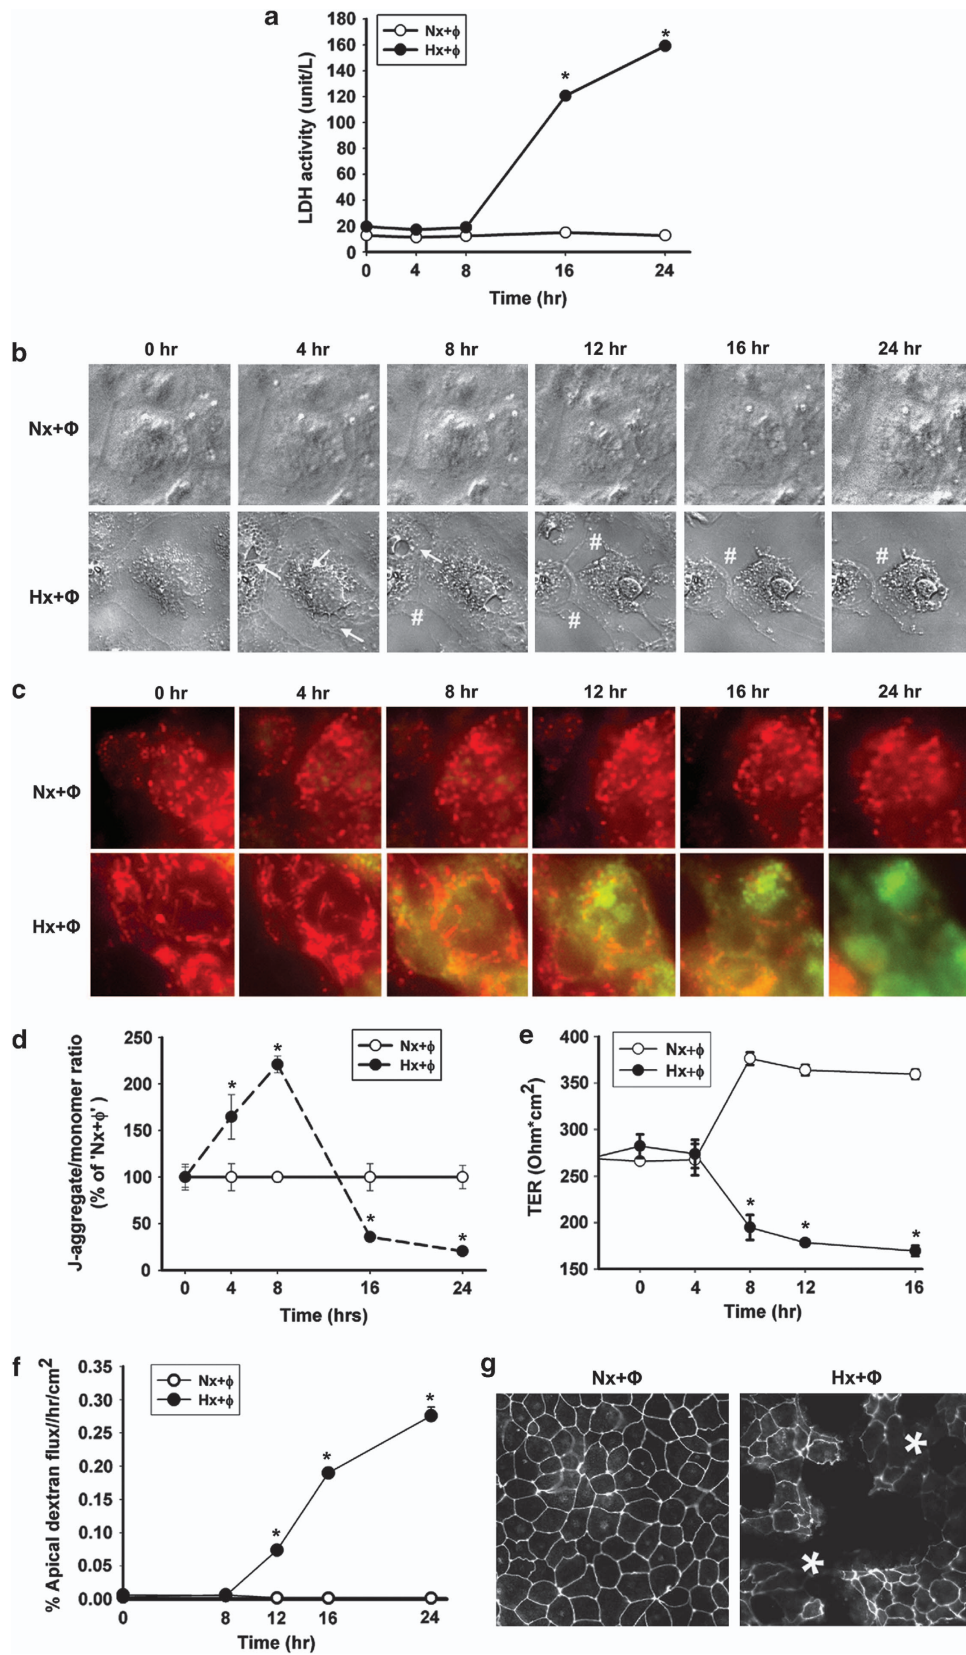 a
180
160
140
120
100
80
60
40
20
0
LDH activity (unit/L)
Nx+ϕ
Hx+ϕ
*
*
0 4 8 16 24
Time (hr)
b
0 hr 4 hr 8 hr 12 hr 16 hr 24 hr
Nx+Φ
Hx+Φ
# # # # #
c
0 hr 4 hr 8 hr 12 hr 16 hr 24 hr
Nx+Φ
Hx+Φ
d
250
200
150
100
50
0
J-aggregate/monomer ratio
(% of 'Nx+ϕ')
Nx+ϕ
Hx+ϕ
* * * *
0 4 8 16 24
Time (hrs)
e
400
350
300
250
200
150
TER (Ohm*cm2)
Nx+ϕ
Hx+ϕ
* * *
0 4 8 12 16
Time (hr)
f
0.35
0.30
0.25
0.20
0.15
0.10
0.05
0.00
% Apical dextran flux//hr/cm²
Nx+ϕ
Hx+ϕ
* * *
0 8 12 16 24
Time (hr)
g
Nx+Φ Hx+Φ
*
*